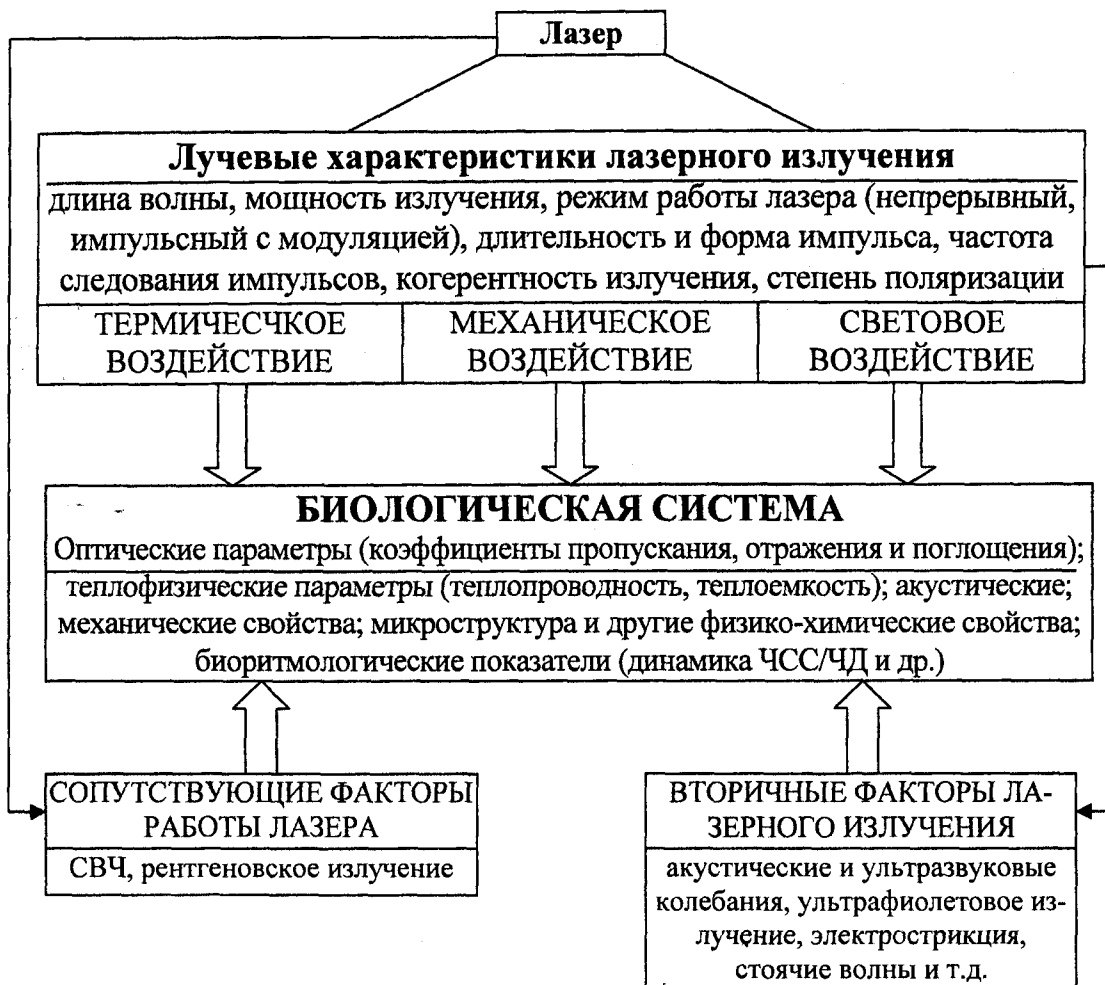 Лазер
Лучевые характеристики лазерного излучения
длина волны, мощность излучения, режим работы лазера (непрерывный,
импульсный с модуляцией), длительность и форма импульса, частота
следования импульсов, когерентность излучения, степень поляризации
ТЕРМИЧЕСЧКОЕ
ВОЗДЕЙСТВИЕ
МЕХАНИЧЕСКОЕ
ВОЗДЕЙСТВИЕ
СВЕТОВОЕ
ВОЗДЕЙСТВИЕ
БИОЛОГИЧЕСКАЯ СИСТЕМА
Оптические параметры (коэффициенты пропускания, отражения и поглощения);
теплофизические параметры (теплопроводность, теплоемкость); акустические;
механические свойства; микроструктура и другие физико-химические свойства;
биоритмологические показатели (динамика ЧСС/ЧД и др.)
СОПУТСТВУЮЩИЕ ФАКТОРЫ
РАБОТЫ ЛАЗЕРА
СВЧ, рентгеновское излучение
ВТОРИЧНЫЕ ФАКТОРЫ ЛА-
ЗЕРНОГО ИЗЛУЧЕНИЯ
акустические и ультразвуковые
колебания, ультрафиолетовое из-
лучение, электрострикция,
стоячие волны и т.д.